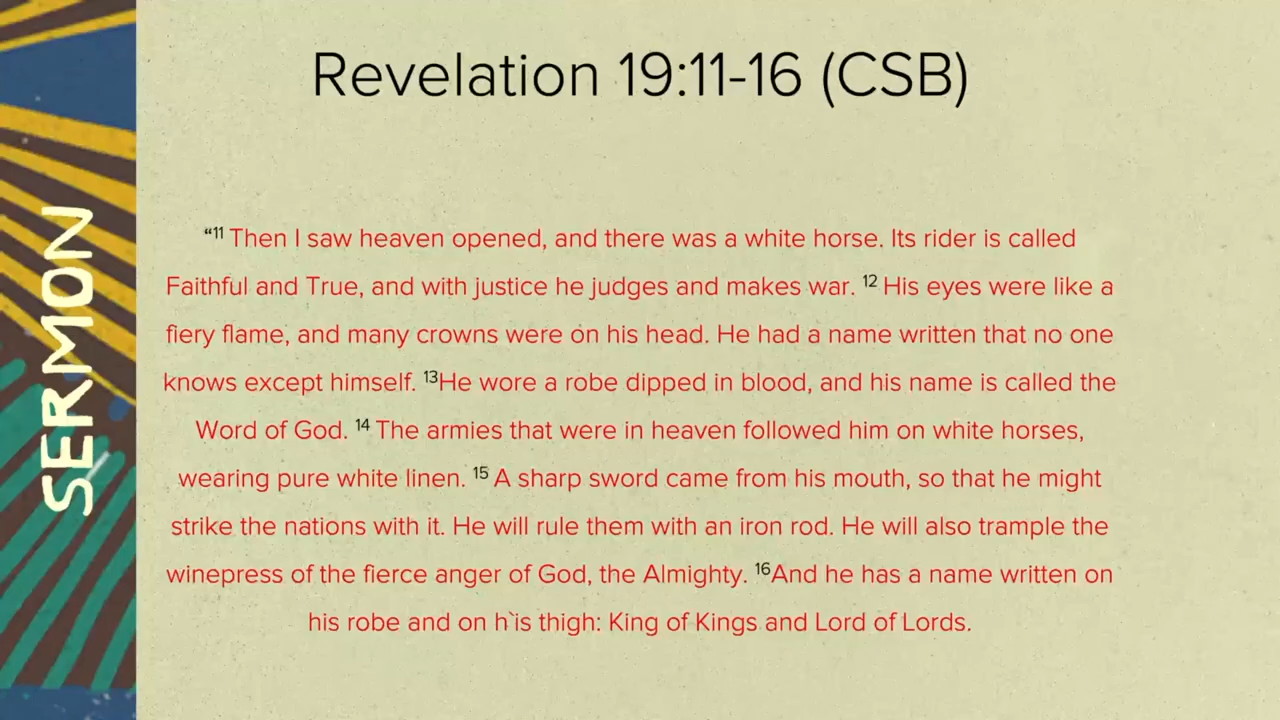 Revelation 19:11-16 (CSB)
“11 Then I saw heaven opened, and there was a white horse. Its rider is called
Faithful and True, and with justice he judges and makes war. 12 His eyes were like a
fiery flame, and many crowns were on his head. He had a name written that no one
knows except himself. 13He wore a robe dipped in blood, and his name is called the
Word of God. 14 The armies that were in heaven followed him on white horses,
wearing pure white linen. 15 A sharp sword came from his mouth, so that he might
strike the nations with it. He will rule them with an iron rod. He will also trample the
winepress of the fierce anger of God, the Almighty. 16And he has a name written on
his robe and on h`is thigh: King of Kings and Lord of Lords.
SERMON